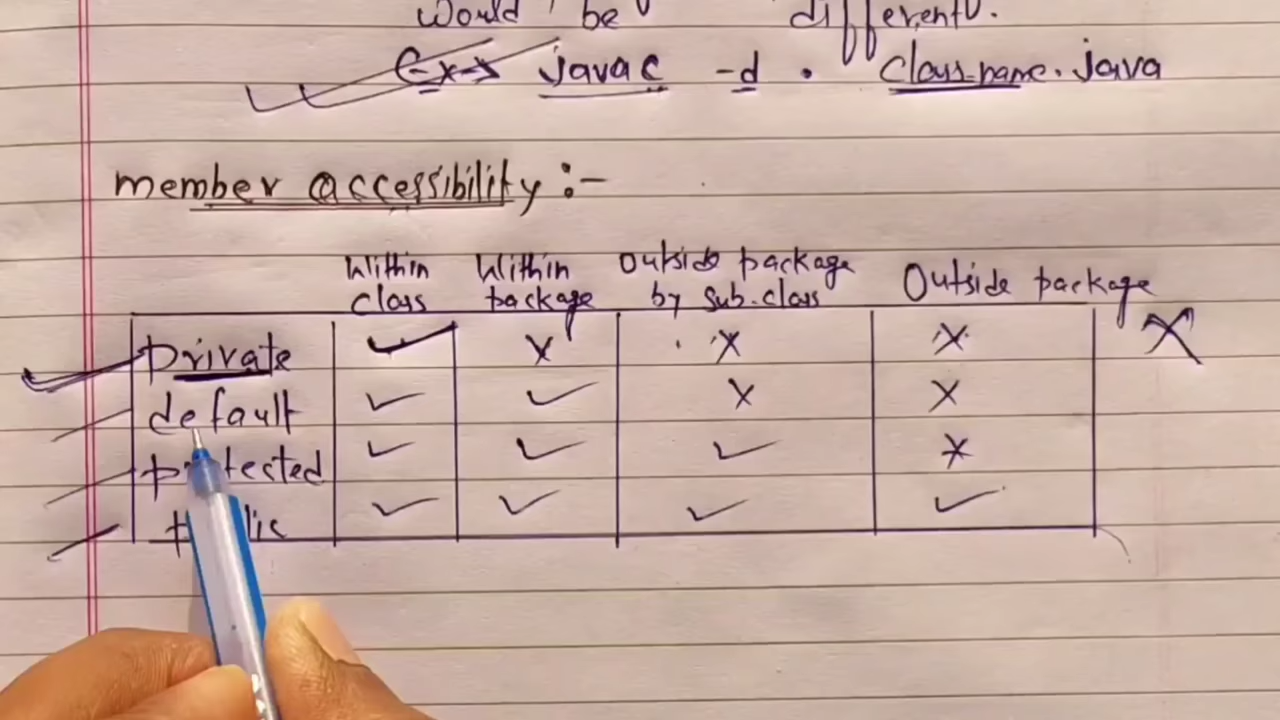 would be different.
Ex→ javac -d . Class-name.java
member accessibility :-
Within class Within package Outside package by sub-class Outside package
private ✓ X X X X
default ✓ ✓ X X
protected ✓ ✓ ✓ X
✓ ✓ ✓ ✓